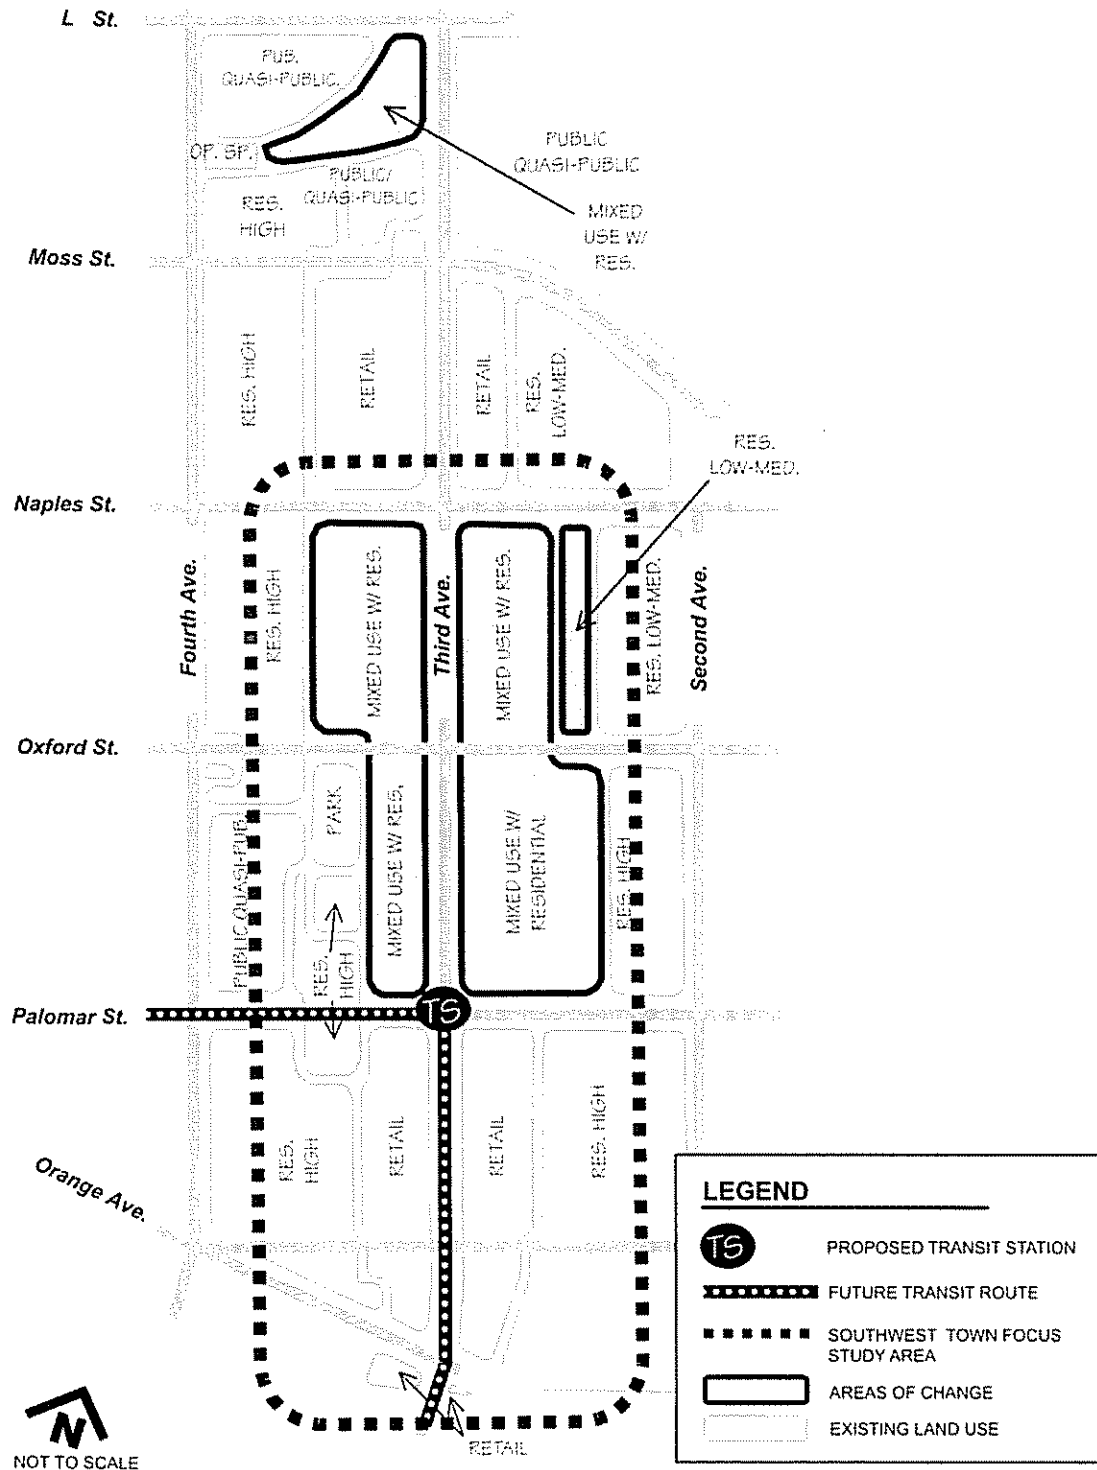 L St.
PUB.
QUASI-PUBLIC.
OP. SP.
PUBLIC/
QUASI-PUBLIC
PUBLIC
QUASI-PUBLIC
RES.
HIGH
MIXED
USE W/
RES.
Moss St.
RES. HIGH
RETAIL
RETAIL
RES.
LOW-MED.
RES.
LOW-MED.
Naples St.
Fourth Ave.
RES. HIGH
MIXED USE W/ RES.
Third Ave.
MIXED USE W/ RES.
RES. LOW-MED.
Second Ave.
Oxford St.
PUBLIC QUASI-PUB.
PARK
MIXED USE W/ RES.
MIXED USE W/
RESIDENTIAL
RES. HIGH
RES.
HIGH
Palomar St.
TS
RES.
HIGH
RETAIL
RETAIL
RES. HIGH
Orange Ave.
RETAIL
N
NOT TO SCALE
LEGEND
TS PROPOSED TRANSIT STATION
FUTURE TRANSIT ROUTE
SOUTHWEST TOWN FOCUS
STUDY AREA
AREAS OF CHANGE
EXISTING LAND USE